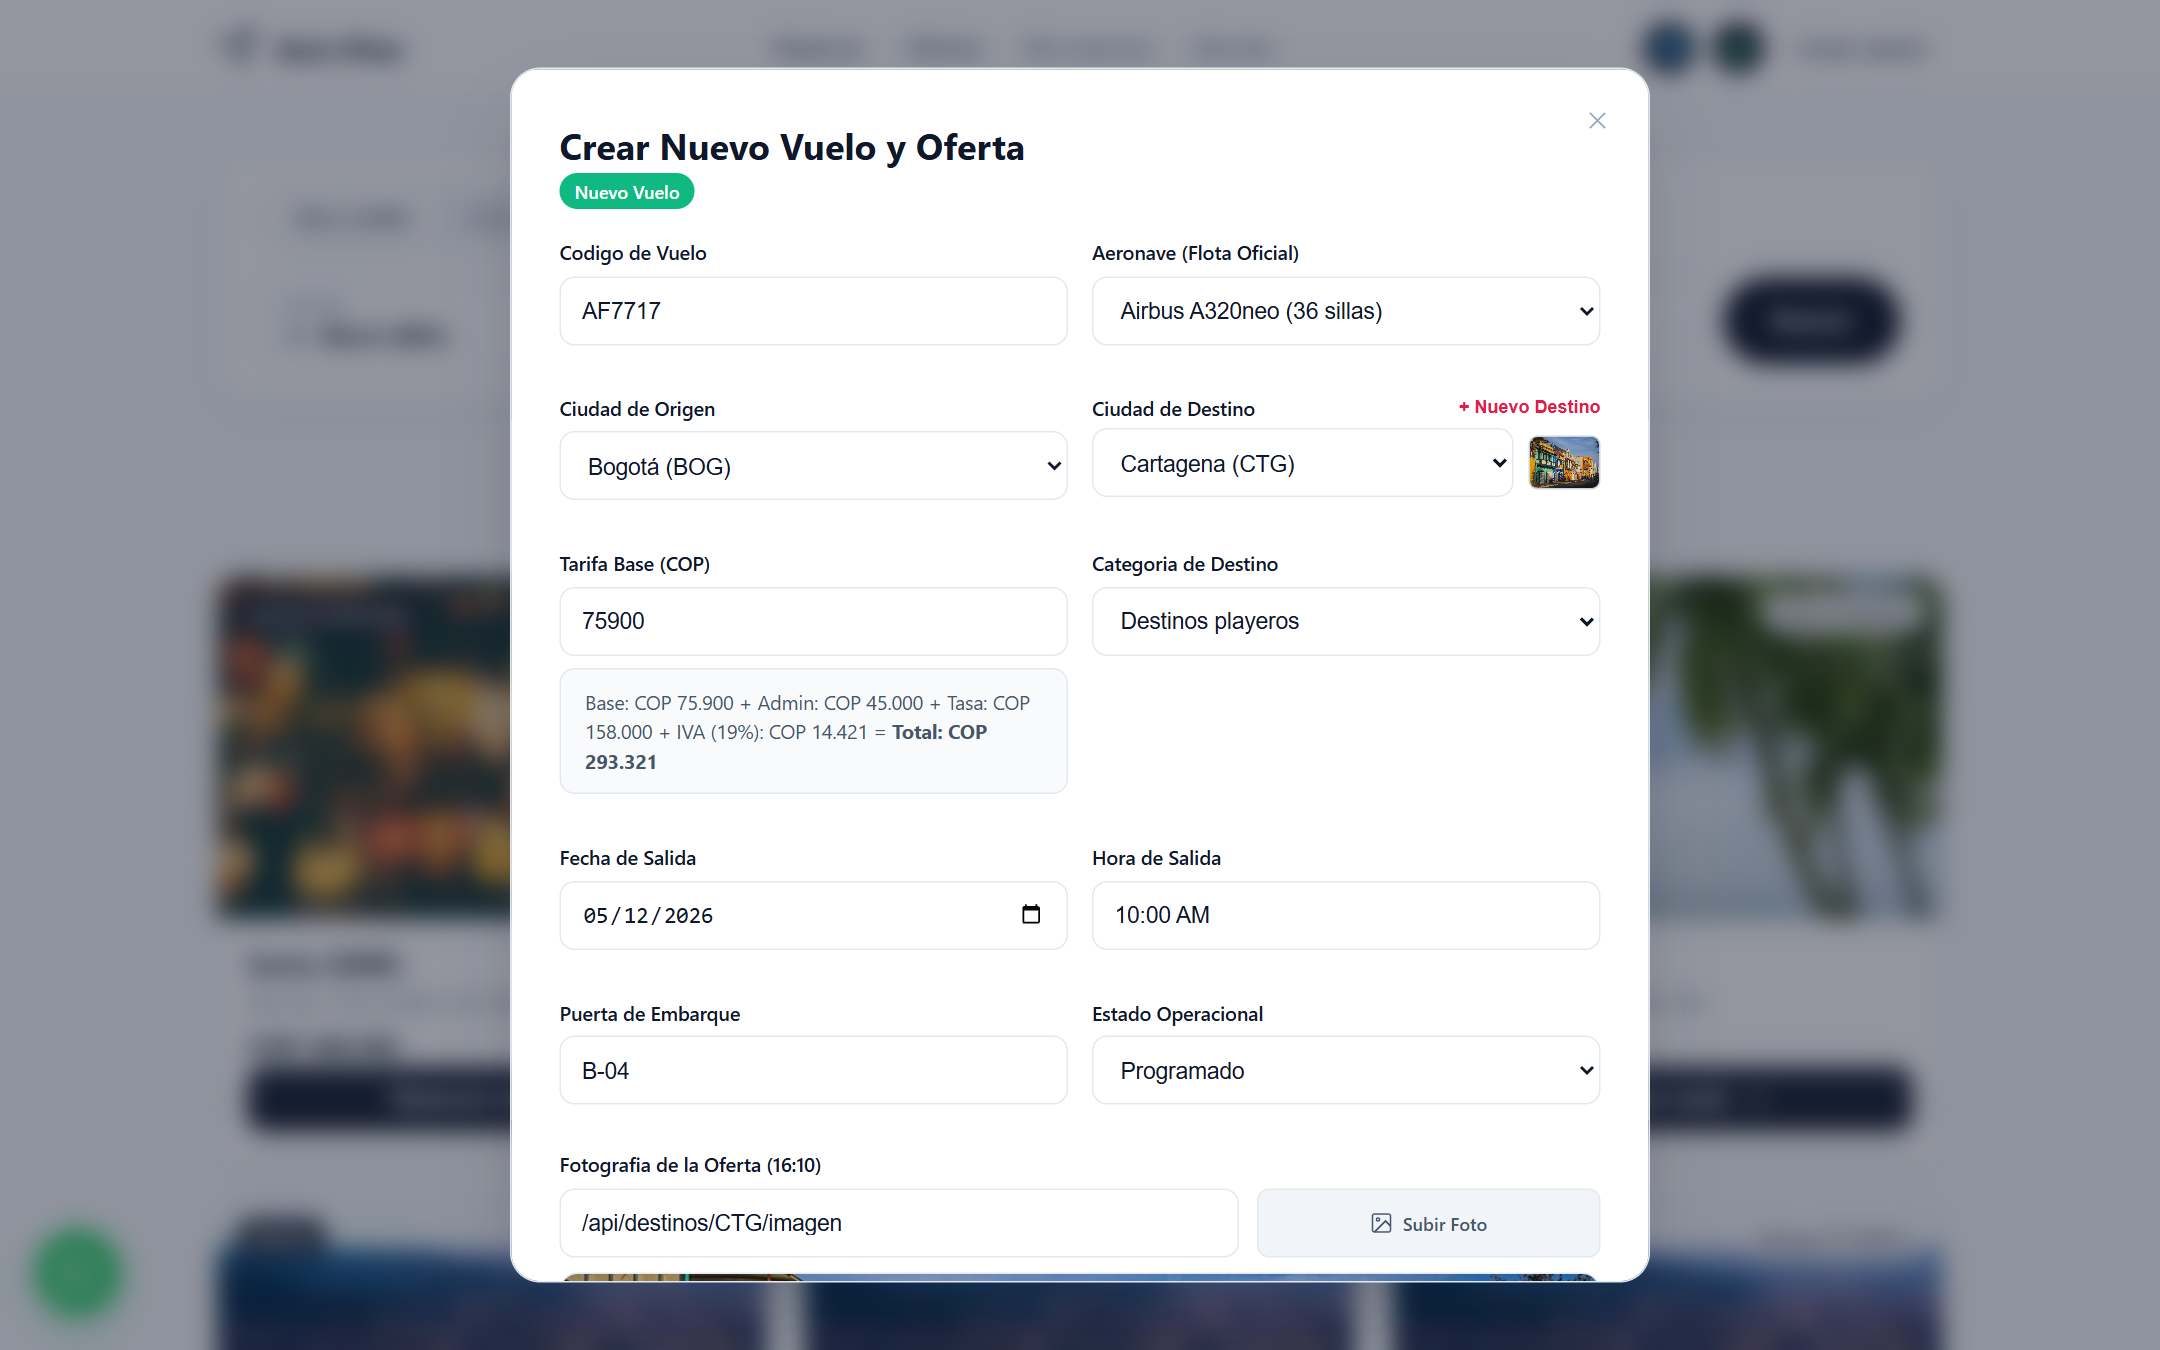 Crear Nuevo Vuelo y Oferta
Nuevo Vuelo
Codigo de Vuelo
AF7717
Aeronave (Flota Oficial)
Airbus A320neo (36 sillas)
Ciudad de Origen
Bogotá (BOG)
Ciudad de Destino
+ Nuevo Destino
Cartagena (CTG)
Tarifa Base (COP)
75900
Base: COP 75.900 + Admin: COP 45.000 + Tasa: COP
158.000 + IVA (19%): COP 14.421 = Total: COP
293.321
Categoria de Destino
Destinos playeros
Fecha de Salida
05/12/2026
Hora de Salida
10:00 AM
Puerta de Embarque
B-04
Estado Operacional
Programado
Fotografia de la Oferta (16:10)
/api/destinos/CTG/imagen
Subir Foto